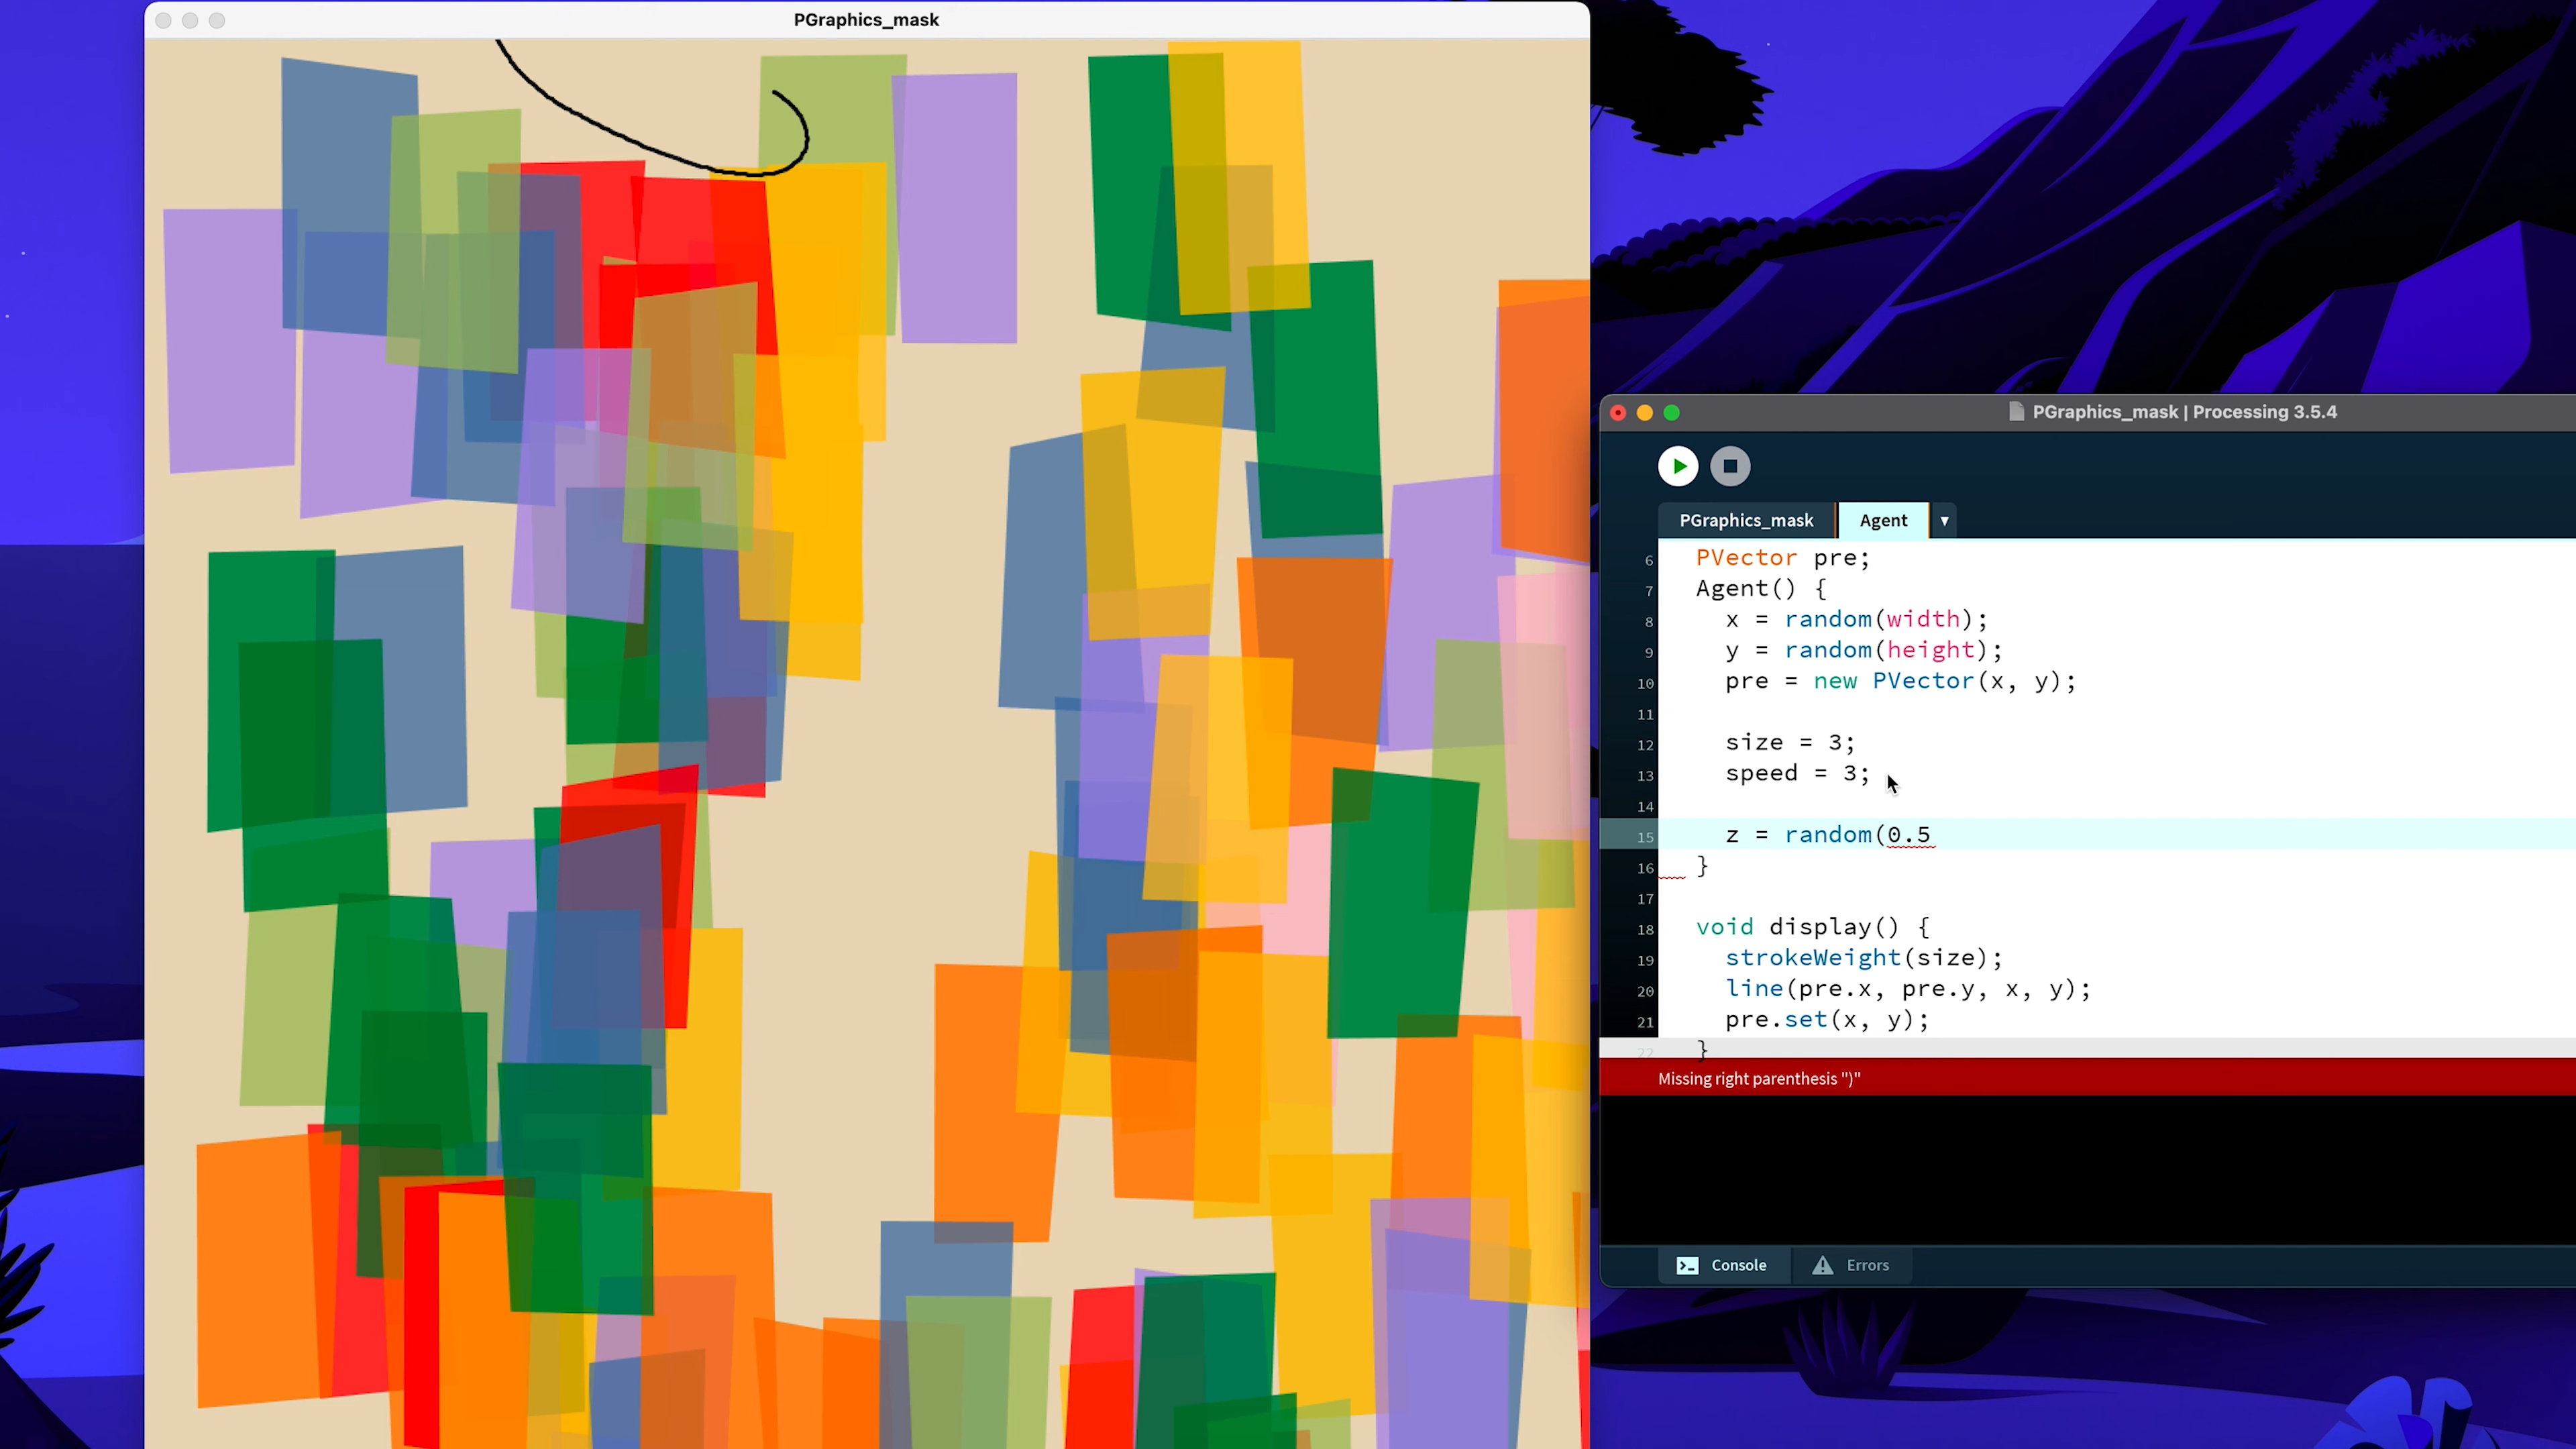 PGraphics_mask
PGraphics_mask | Processing 3.5.4
PGraphics_mask
Agent
6 PVector pre;
7 Agent() {
8 x = random(width);
9 y = random(height);
10 pre = new PVector(x, y);
11
12 size = 3;
13 speed = 3;
14
15 z = random(0.5
16 }
17
18 void display() {
19 strokeWeight(size);
20 line(pre.x, pre.y, x, y);
21 pre.set(x, y);
22 }
Missing right parenthesis ")"
Console
Errors